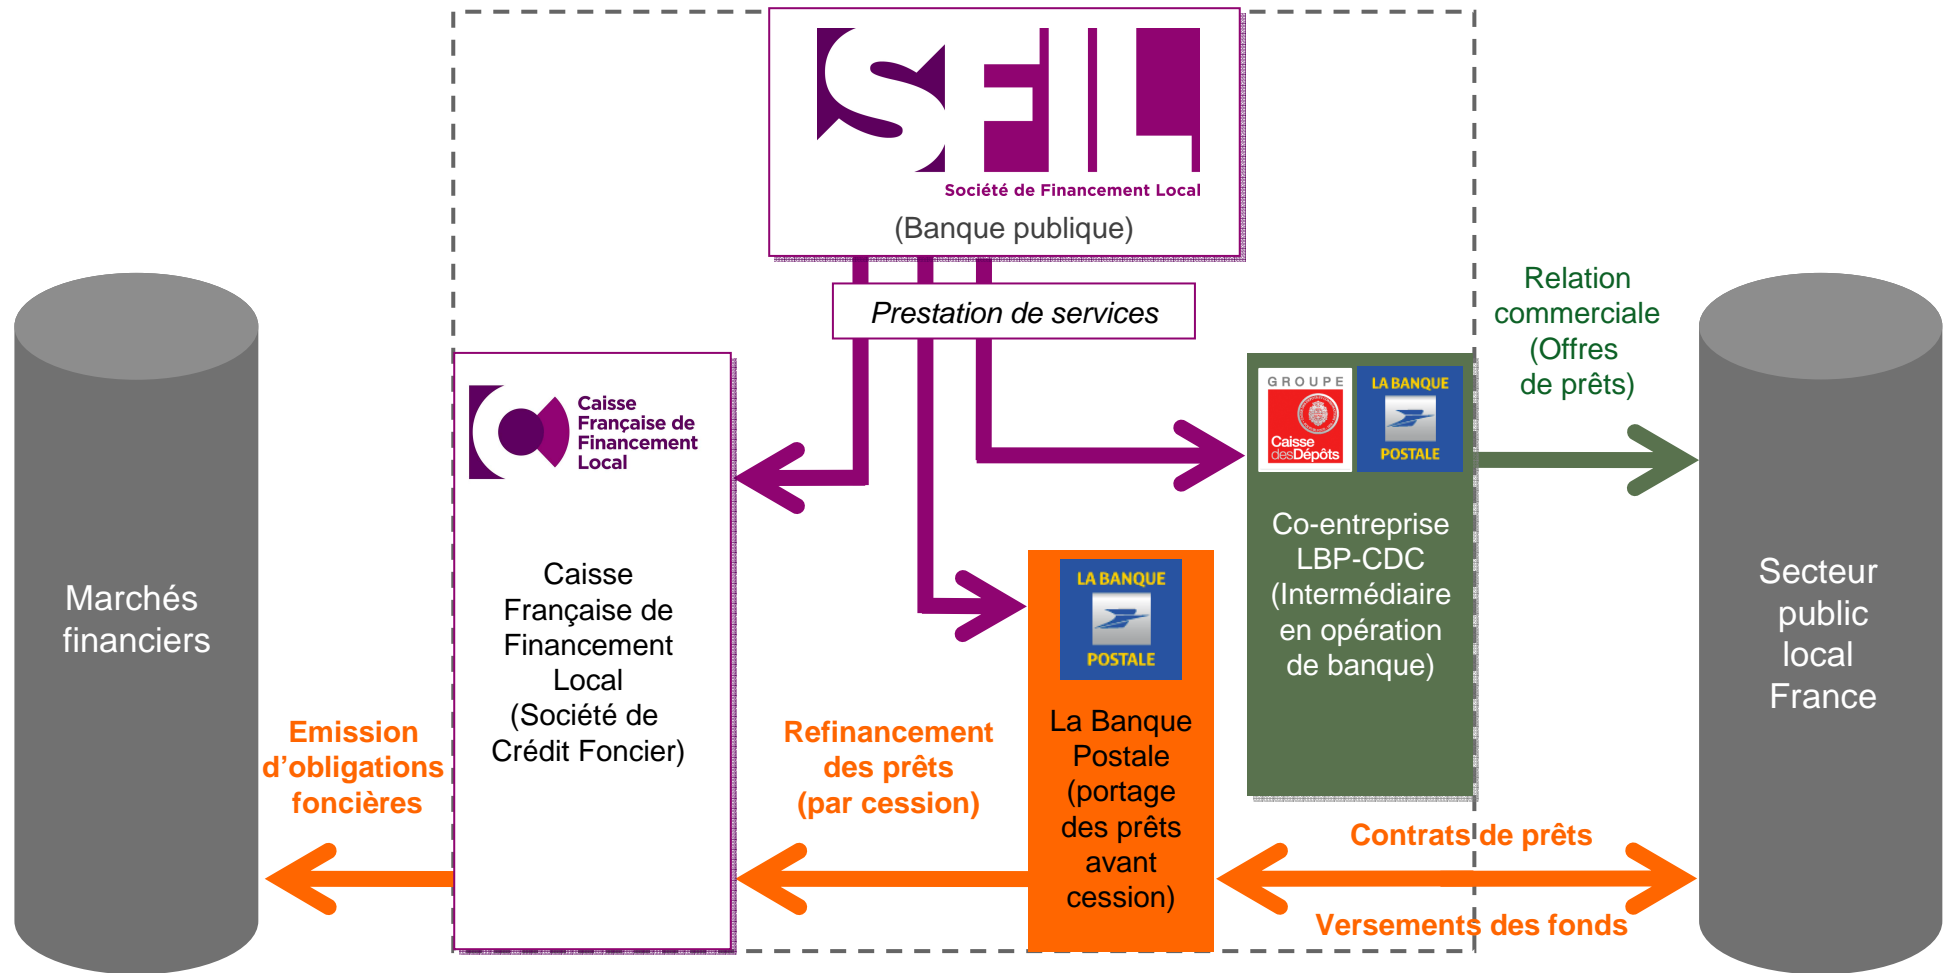 SFIL
Société de Financement Local
(Banque publique)
Prestation de services
Relation
commerciale
(Offres
de prêts)
Caisse
Française de
Financement
Local
Caisse
Française de
Financement
Local
(Société de
Crédit Foncier)
GROUPE
Caisse
desDépôts
LA BANQUE
POSTALE
Co-entreprise
LBP-CDC
(Intermédiaire
en opération
de banque)
LA BANQUE
POSTALE
La Banque
Postale
(portage
des prêts
avant
cession)
Marchés
financiers
Secteur
public
local
France
Emission
d’obligations
foncières
Refinancement
des prêts
(par cession)
Contrats de prêts
Versements des fonds